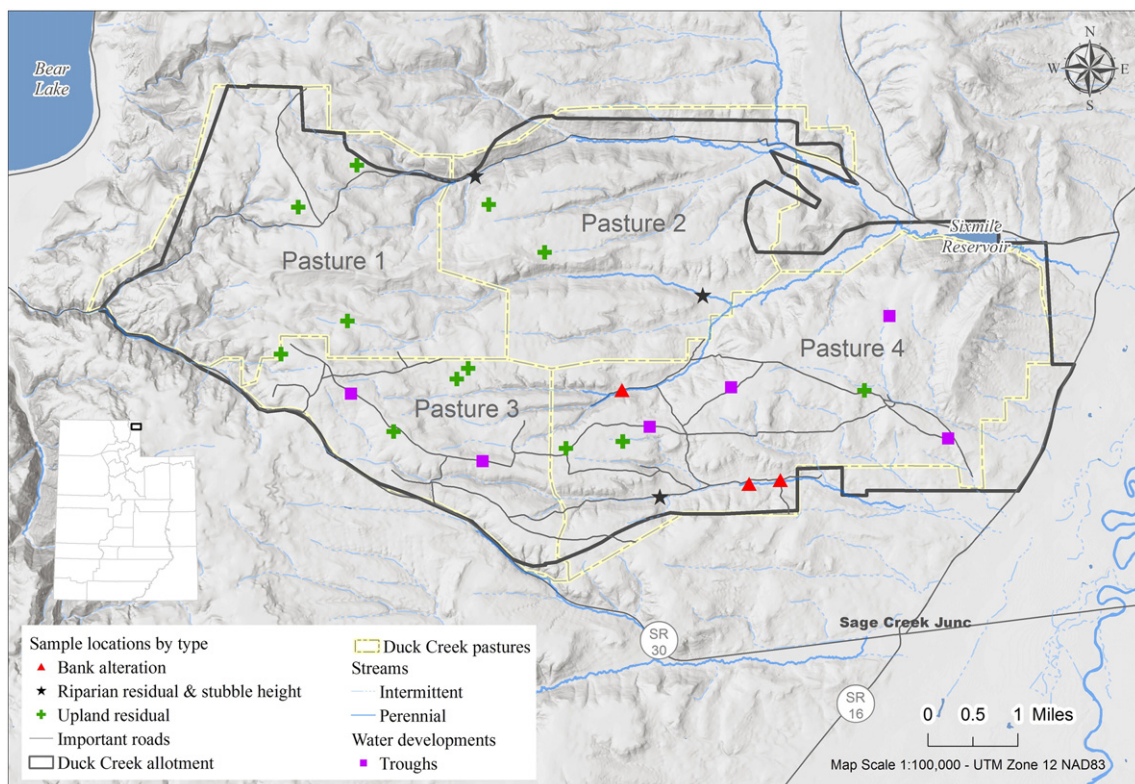 Bear
Lake
N
W E
S
Pasture 2
Pasture 1
Sixmile
Reservoir
Pasture 4
Pasture 3
Sage Creek Junc
SR
30
SR
16
Sample locations by type
Bank alteration
Riparian residual & stubble height
Upland residual
Important roads
Duck Creek allotment
Duck Creek pastures
Streams
Intermittent
Perennial
Water developments
Troughs
0 0.5 1 Miles
Map Scale 1:100,000 - UTM Zone 12 NAD83